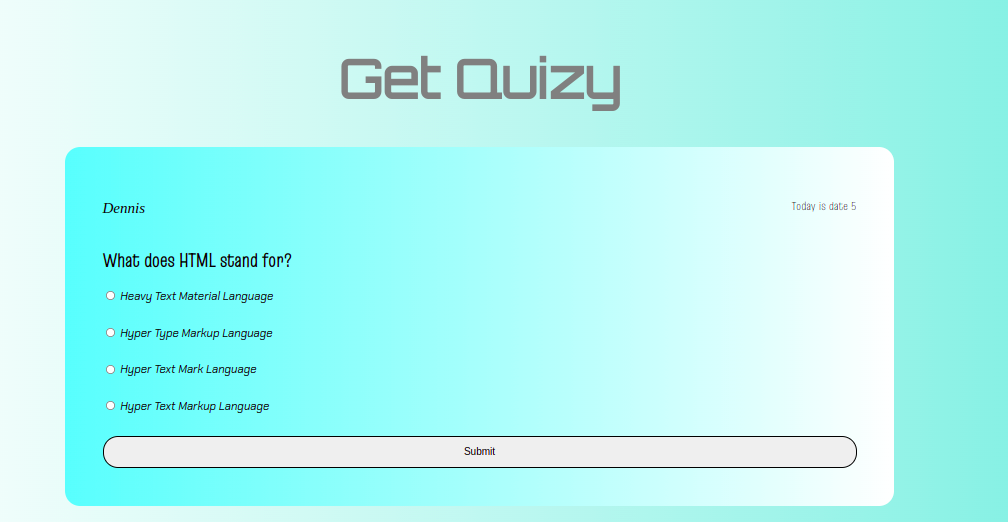 Get Quizy
Dennis
Today is date 5
What does HTML stand for?
Heavy Text Material Language
Hyper Type Markup Language
Hyper Text Mark Language
Hyper Text Markup Language
Submit